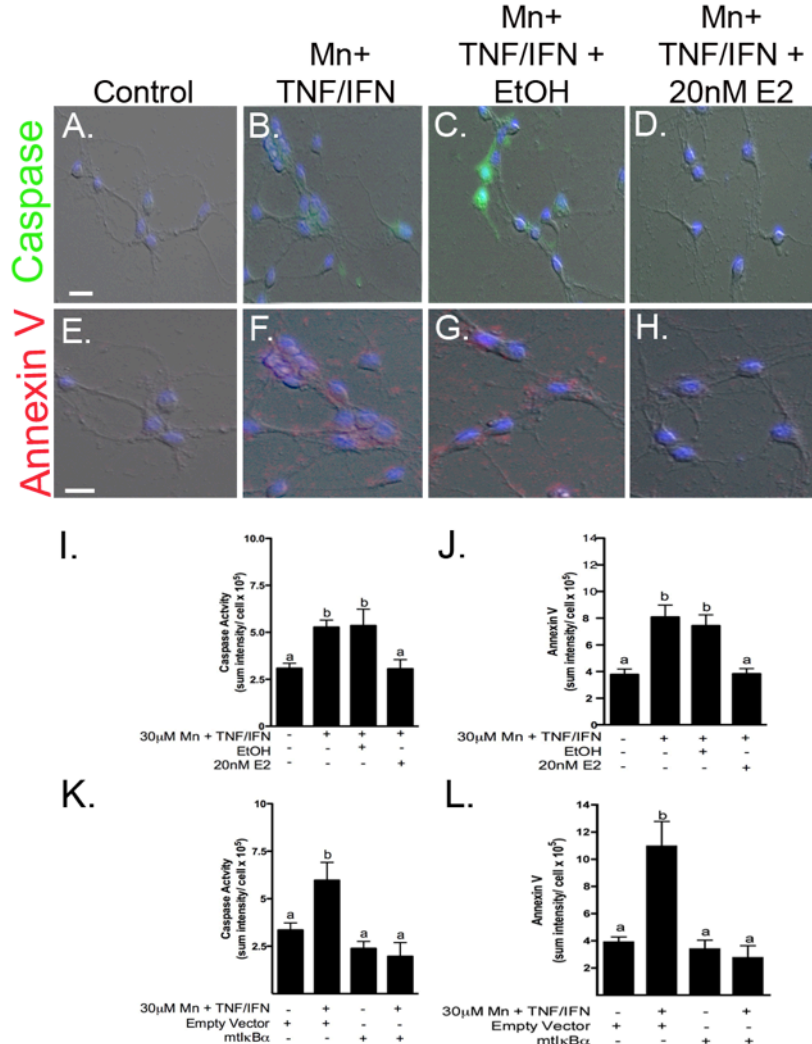 Control
Mn+
TNF/IFN
Mn+
TNF/IFN +
EtOH
Mn+
TNF/IFN +
20nM E2
Caspase
A.
B.
C.
D.
Annexin V
E.
F.
G.
H.
I.
Caspase Actvity
(sum intensity/ cell x 10⁵)
10.0
7.5
5.0
2.5
0
a
b
b
a
30µM Mn + TNF/IFN - + + +
EtOH - - + -
20nM E2 - - - +
J.
Annexin V
(sum intensity/ cell x 10⁵)
14
12
10
8
6
4
2
0
a
b
b
a
30µM Mn + TNF/IFN - + + +
EtOH - - + -
20nM E2 - - - +
K.
Caspase Actvity
(sum intensity/ cell x 10⁵)
10
7.5
5
2.5
a
b
a
a
30µM Mn + TNF/IFN - + - +
Empty Vector + + - -
mtIκBα - - + +
L.
Annexin V
(sum intensity/ cell x 10⁵)
14
12
10
8
6
4
2
a
b
a
a
30µM Mn + TNF/IFN - + - +
Empty Vector + + - -
mtIκBα - - + +